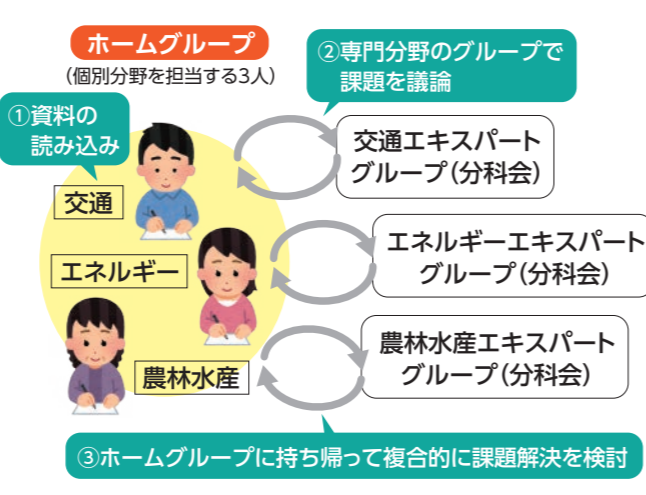 ホームグループ
（個別分野を担当する3人）
①資料の
読み込み
②専門分野のグループで
課題を議論
交通
交通エキスパート
グループ（分科会）
エネルギー
エネルギーエキスパート
グループ（分科会）
農林水産
農林水産エキスパート
グループ（分科会）
③ホームグループに持ち帰って複合的に課題解決を検討